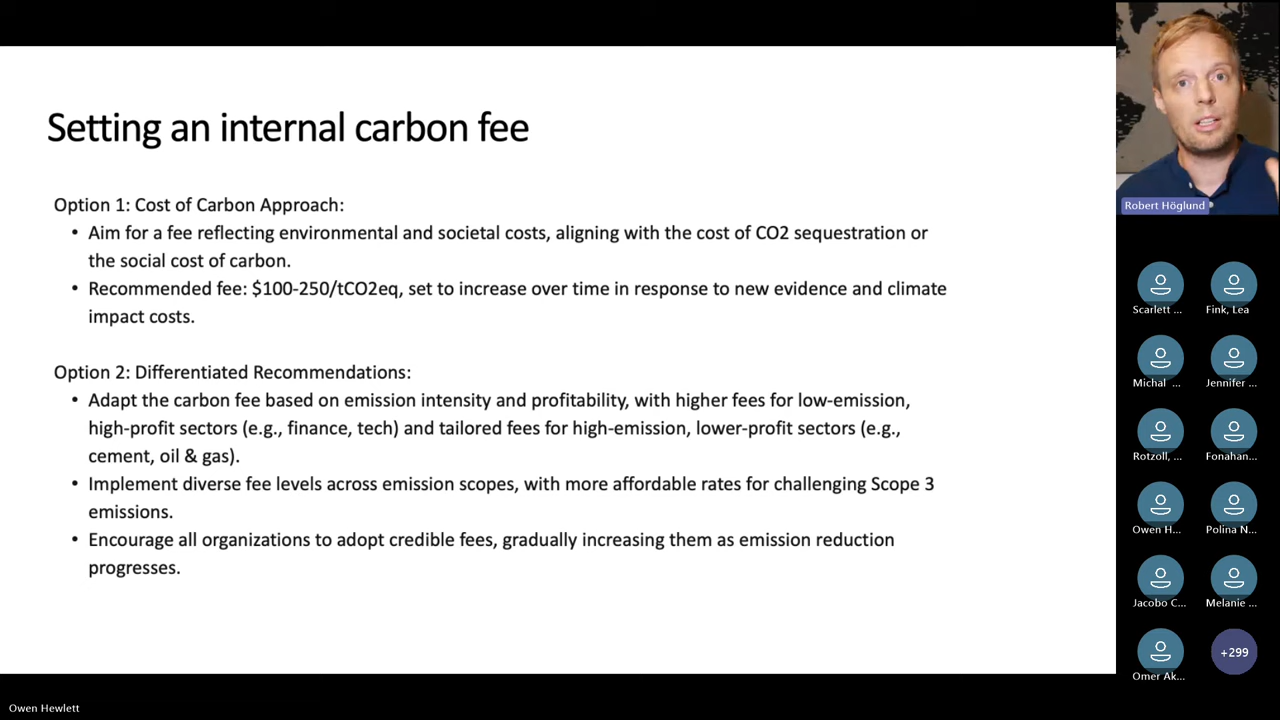 Setting an internal carbon fee
Option 1: Cost of Carbon Approach:
• Aim for a fee reflecting environmental and societal costs, aligning with the cost of CO2 sequestration or
the social cost of carbon.
• Recommended fee: $100-250/tCO2eq, set to increase over time in response to new evidence and climate
impact costs.
Option 2: Differentiated Recommendations:
• Adapt the carbon fee based on emission intensity and profitability, with higher fees for low-emission,
high-profit sectors (e.g., finance, tech) and tailored fees for high-emission, lower-profit sectors (e.g.,
cement, oil & gas).
• Implement diverse fee levels across emission scopes, with more affordable rates for challenging Scope 3
emissions.
• Encourage all organizations to adopt credible fees, gradually increasing them as emission reduction
progresses.
Robert Höglund
Scarlett ...
Fink, Lea
Michal ...
Jennifer ...
Rotzoll, ...
Fonahan...
Owen H...
Polina N...
Jacobo C...
Melanie ...
Omer Ak...
+299
Owen Hewlett